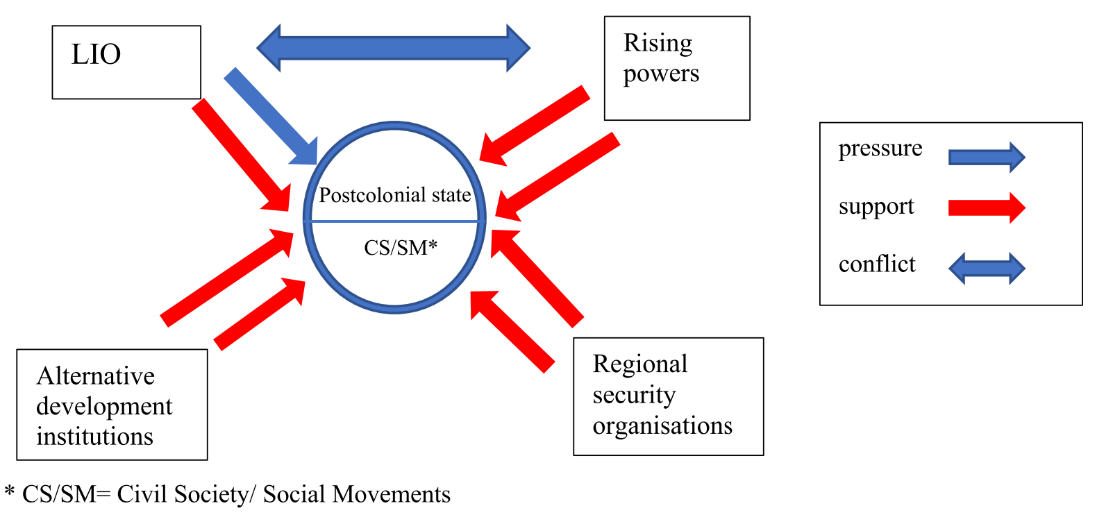 LIO
Rising
powers
pressure
support
conflict
Postcolonial state
CS/SM*
Alternative
development
institutions
Regional
security
organisations
* CS/SM= Civil Society/ Social Movements